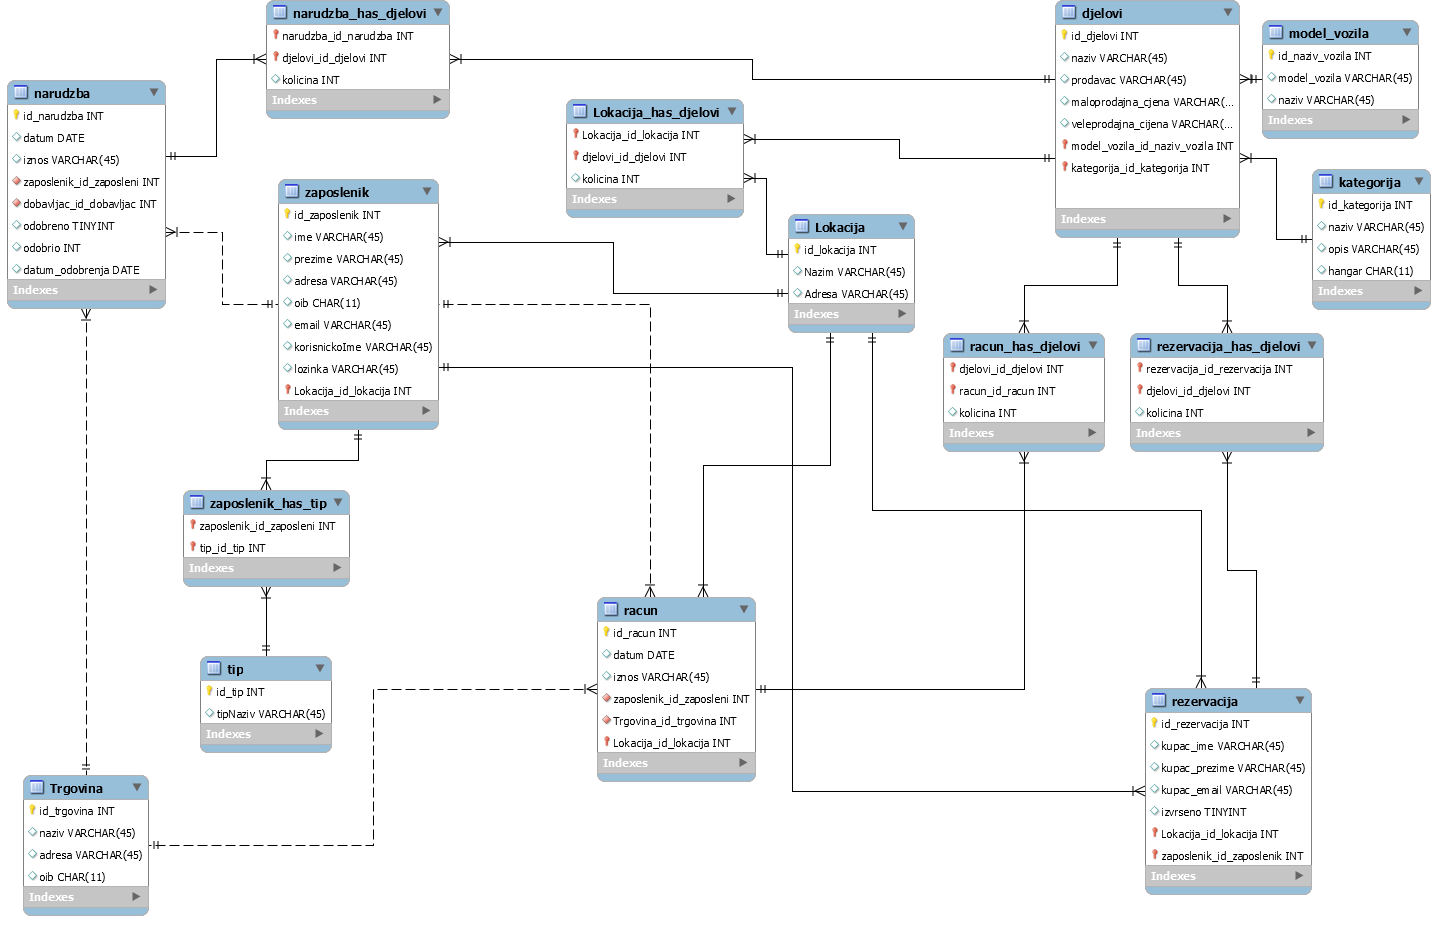 narudzba_has_djelovi
narudzba_id_narudzba INT
djelovi_id_djelovi INT
kolicina INT
Indexes
djelovi
id_djelovi INT
naziv VARCHAR(45)
prodavac VARCHAR(45)
maloprodajna_cjena VARCHAR(...
veleprodajna_cijena VARCHAR(...
model_vozila_id_naziv_vozila INT
kategorija_id_kategorija INT
Indexes
model_vozila
id_naziv_vozila INT
model_vozila VARCHAR(45)
naziv VARCHAR(45)
Indexes
narudzba
id_narudzba INT
datum DATE
iznos VARCHAR(45)
zaposlenik_id_zaposleni INT
dobavljac_id_dobavljac INT
odobreno TINYINT
odobrio INT
datum_odobrenja DATE
Indexes
Lokacija_has_djelovi
Lokacija_id_lokacija INT
djelovi_id_djelovi INT
kolicina INT
Indexes
kategorija
id_kategorija INT
naziv VARCHAR(45)
opis VARCHAR(45)
hangar CHAR(11)
Indexes
zaposlenik
id_zaposlenik INT
ime VARCHAR(45)
prezime VARCHAR(45)
adresa VARCHAR(45)
oib CHAR(11)
email VARCHAR(45)
korisnickoIme VARCHAR(45)
lozinka VARCHAR(45)
Lokacija_id_lokacija INT
Indexes
Lokacija
id_lokacija INT
Nazim VARCHAR(45)
Adresa VARCHAR(45)
Indexes
racun_has_djelovi
djelovi_id_djelovi INT
racun_id_racun INT
kolicina INT
Indexes
rezervacija_has_djelovi
rezervacija_id_rezervacija INT
djelovi_id_djelovi INT
kolicina INT
Indexes
zaposlenik_has_tip
zaposlenik_id_zaposleni INT
tip_id_tip INT
Indexes
racun
id_racun INT
datum DATE
iznos VARCHAR(45)
zaposlenik_id_zaposleni INT
Trgovina_id_trgovina INT
Lokacija_id_lokacija INT
Indexes
tip
id_tip INT
tipNaziv VARCHAR(45)
Indexes
rezervacija
id_rezervacija INT
kupac_ime VARCHAR(45)
kupac_prezime VARCHAR(45)
kupac_email VARCHAR(45)
izvrseno TINYINT
Lokacija_id_lokacija INT
zaposlenik_id_zaposlenik INT
Indexes
Trgovina
id_trgovina INT
naziv VARCHAR(45)
adresa VARCHAR(45)
oib CHAR(11)
Indexes